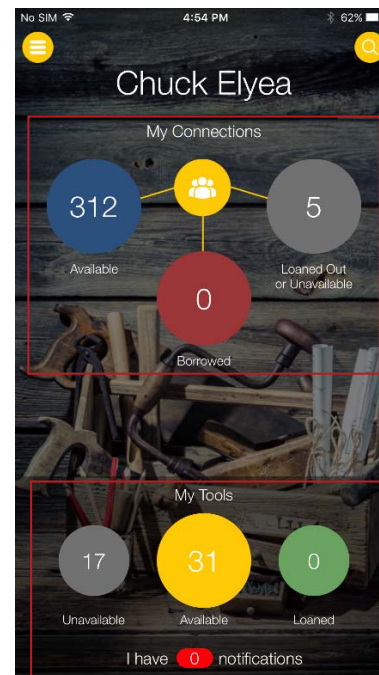 No SIM 4:54 PM 62%
Chuck Elyea
My Connections
312
5
Available
Loaned Out
or Unavailable
0
Borrowed
My Tools
17
31
0
Unavailable
Available
Loaned
I have 0 notifications